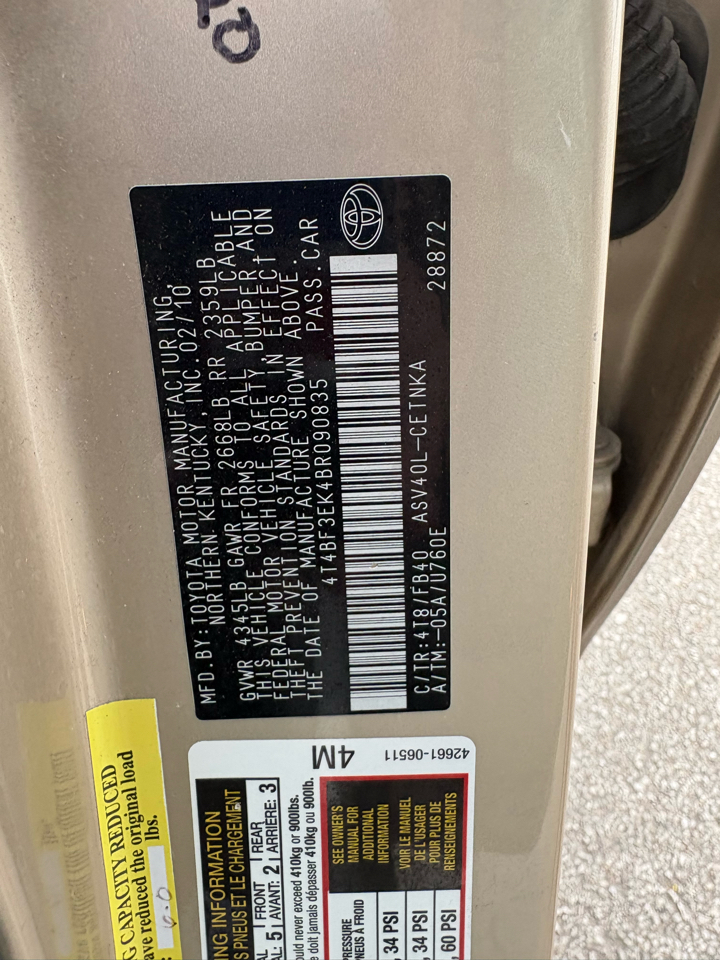 MFD.BY:TOYOTA MOTOR MANUFACTURING,
NORTHERN KENTUCKY, INC. 02/10
GVWR 4345LB GAWR FR 2668LB RR 2359LB
THIS VEHICLE CONFORMS TO ALL APPLICABLE
FEDERAL MOTOR VEHICLE SAFETY, BUMPER, AND
THEFT PREVENTION STANDARDS IN EFFECT ON
THE DATE OF MANUFACTURE SHOWN ABOVE.
4T4BF3EK4BR090835 PASS.CAR
C/TR:4T8/FB40 ASV40L-CETNKA
A/TM:-05A/U760E 28872
G CAPACITY REDUCED
ave reduced the original load
lbs.
6.0
4M
42661-06511
ING INFORMATION
S PNEUS ET LE CHARGEMENT
AL 5 FRONT AVANT: 2 REAR ARRIÈRE: 3
ould never exceed 410kg or 900lbs.
e doit jamais dépasser 410kg ou 900lb.
PRESSURE
PNEUS À FROID
, 34 PSI
, 34 PSI
, 60 PSI
SEE OWNER'S
MANUAL FOR
ADDITIONAL
INFORMATION
VOIR LE MANUEL
DE L'USAGER
POUR PLUS DE
RENSEIGNEMENTS